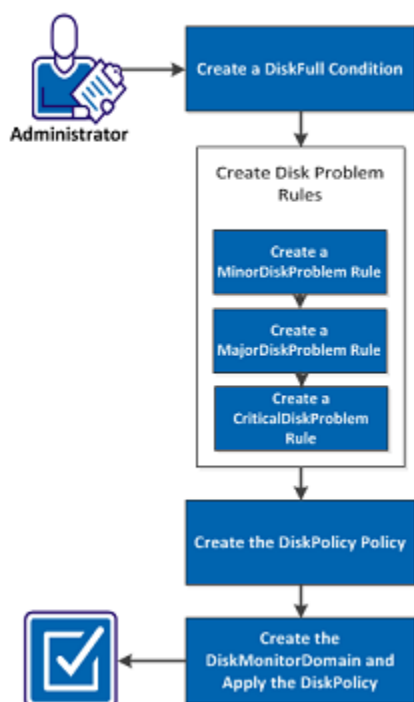 Create a DiskFull Condition
Administrator
Create Disk Problem
Rules
Create a
MinorDiskProblem Rule
Create a
MajorDiskProblem Rule
Create a
CriticalDiskProblem
Rule
Create the DiskPolicy Policy
Create the
DiskMonitorDomain and
Apply the DiskPolicy